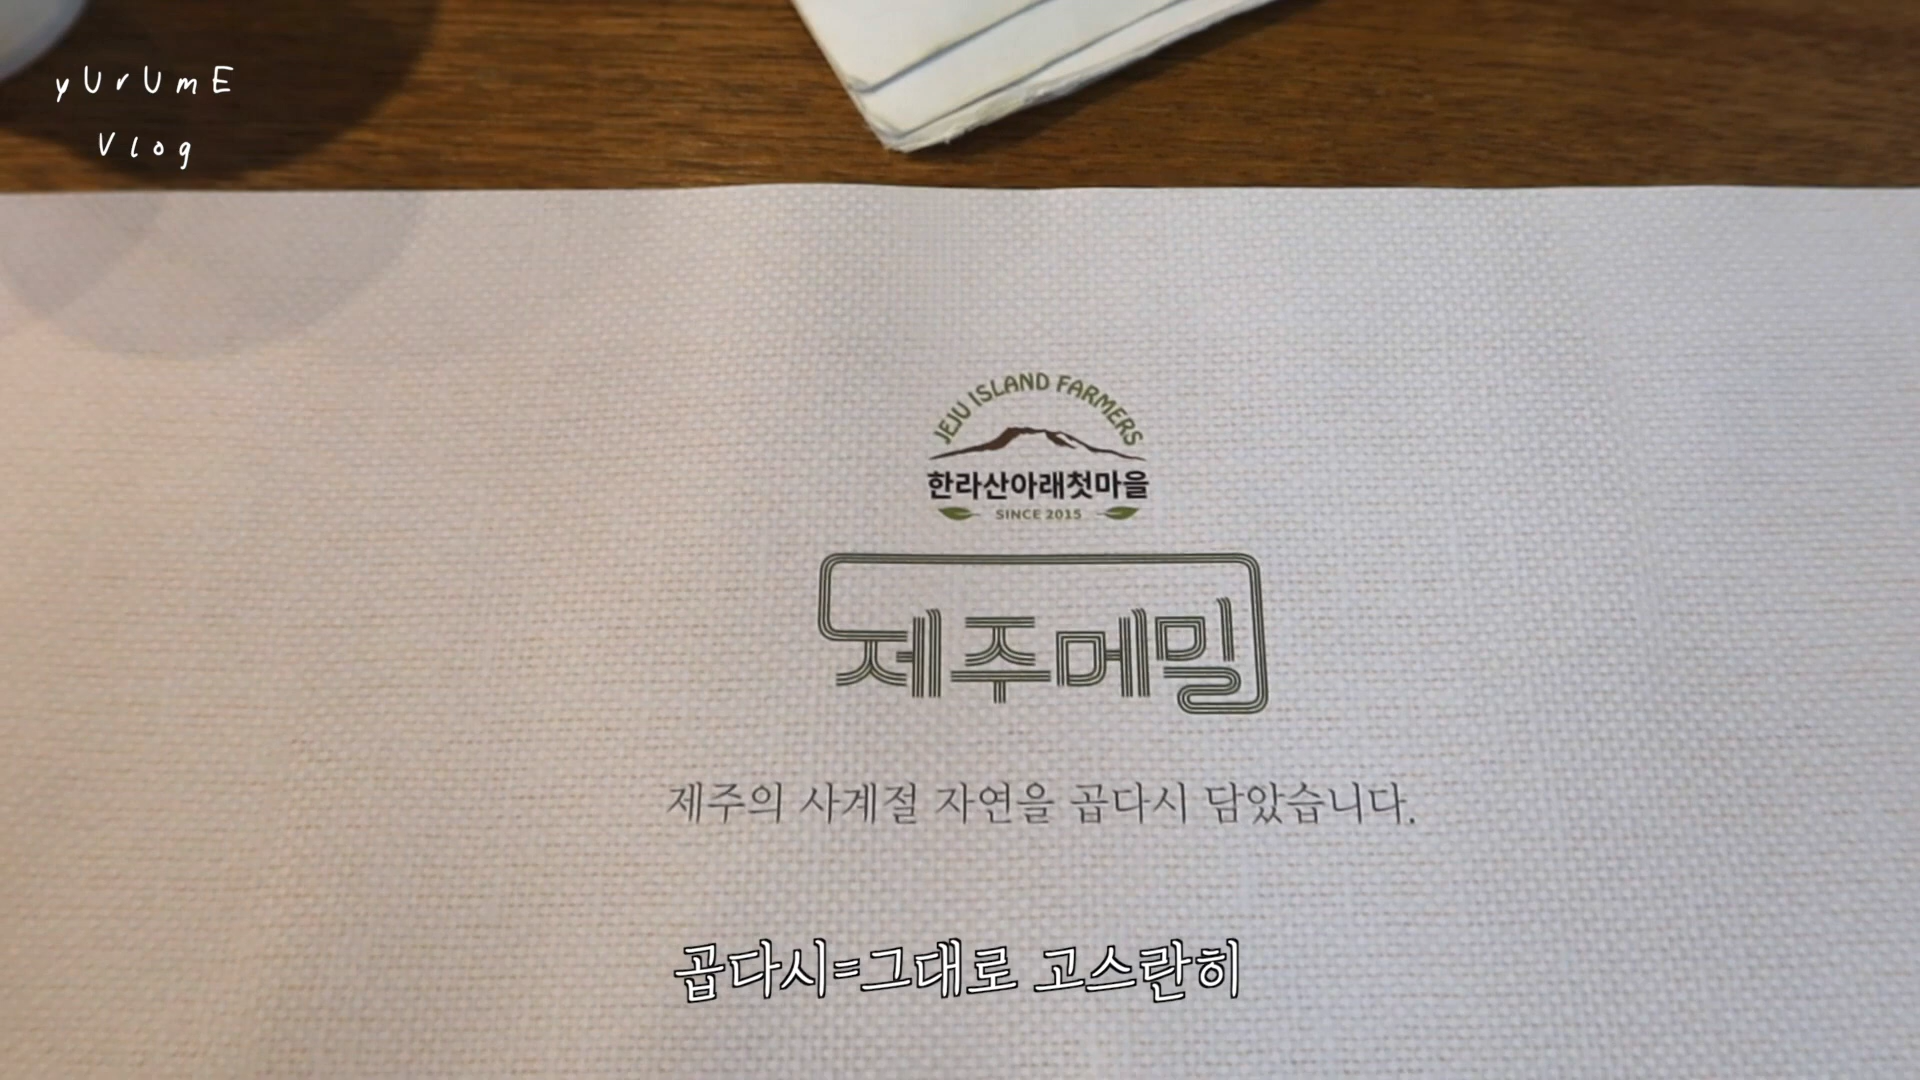 yUrUmE
Vlog
JEJU ISLAND FARMERS
한라산아래첫마을
SINCE 2015
제주메밀
제주의 사계절 자연을 곱다시 담았습니다.
곱다시=그대로 고스란히